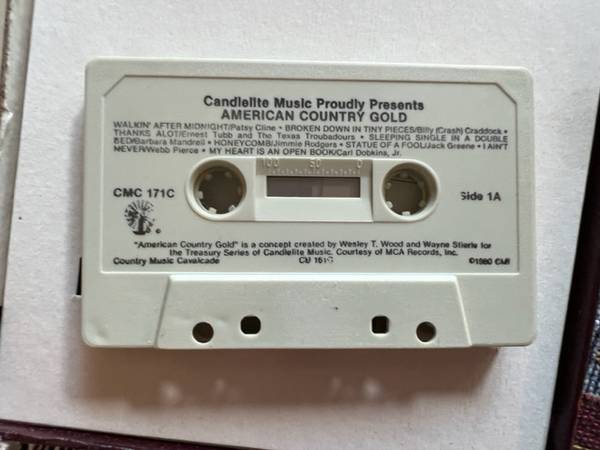 Candlelite Music Proudly Presents
AMERICAN COUNTRY GOLD
WALKIN' AFTER MIDNIGHT/Patsy Cline • BROKEN DOWN IN TINY PIECES/Billy (Crash) Craddock •
THANKS ALOT/Ernest Tubb and The Texas Troubadours • SLEEPING SINGLE IN A DOUBLE
BED/Barbara Mandrell • HONEYCOMB/Jimmie Rodgers • STATUE OF A FOOL/Jack Greene • I AIN'T
NEVER/Webb Pierce • MY HEART IS AN OPEN BOOK/Carl Dobkins, Jr.
100 50 0
CMC 171C
Side 1A
"American Country Gold" is a concept created by Wesley T. Wood and Wayne Stierle for
the Treasury Series of Candlelite Music. Courtesy of MCA Records, Inc.
Country Music Cavalcade CU 161G ©1980 CMI